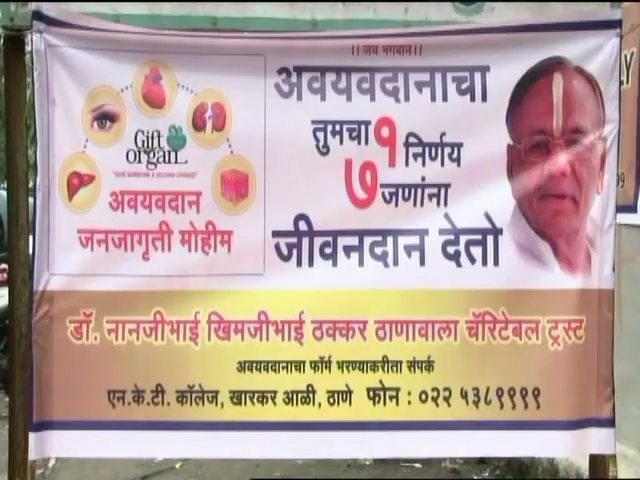 ।। जय भगवान ।।
अवयवदानाचा
तुमचा १ निर्णय
७ जणांना
जीवनदान देतो
Gift
organ
"GIVE SOMEONE A SECOND CHANCE"
अवयवदान
जनजागृती मोहीम
डॉ. नानजीभाई खिमजीभाई ठक्कर ठाणावाला चॅरिटेबल ट्रस्ट
अवयवदानाचा फॉर्म भरण्याकरीता संपर्क
एन.के.टी. कॉलेज, खारकर आळी, ठाणे फोन : ०२२ ५३८९९९९